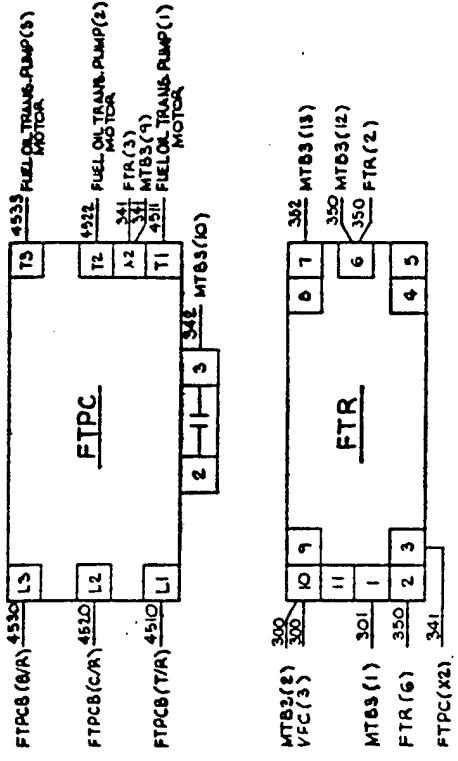 FTPCB(B/R)
4530
L3
FTPCB(C/R)
4520
L2
FTPCB(T/R)
4510
L1
FTPC
T3
4533
FUEL OIL TRANS. PUMP(3)
MOTOR
T2
4522
FUEL OIL TRANS. PUMP(2)
MOTOR
X2
341
FTR(3)
341
MTB3(9)
T1
4511
FUEL OIL TRANS. PUMP(1)
MOTOR
2
3
342
MTB3(10)
MTB2(2)
300
VFC(3)
300
10
9
11
MTB3(1)
301
1
FTR(6)
350
2
3
FTPC(X2)
341
FTR
8
7
352
MTB3(13)
6
350
MTB3(12)
350
FTR(2)
4
5